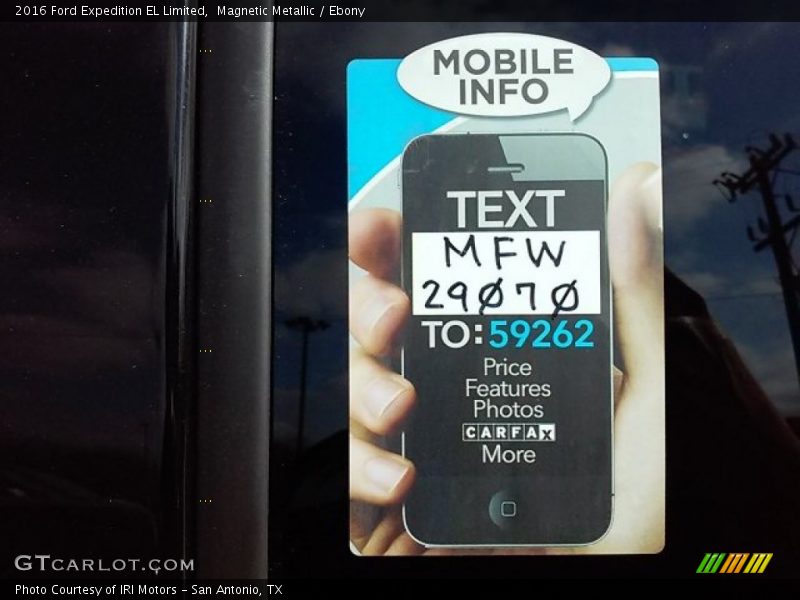 2016 Ford Expedition EL Limited,  Magnetic Metallic / Ebony
MOBILE
INFO
TEXT
MFW
29070
TO: 59262
Price
Features
Photos
CARFAX
More
GTCARLOT.COM
Photo Courtesy of IRI Motors - San Antonio, TX